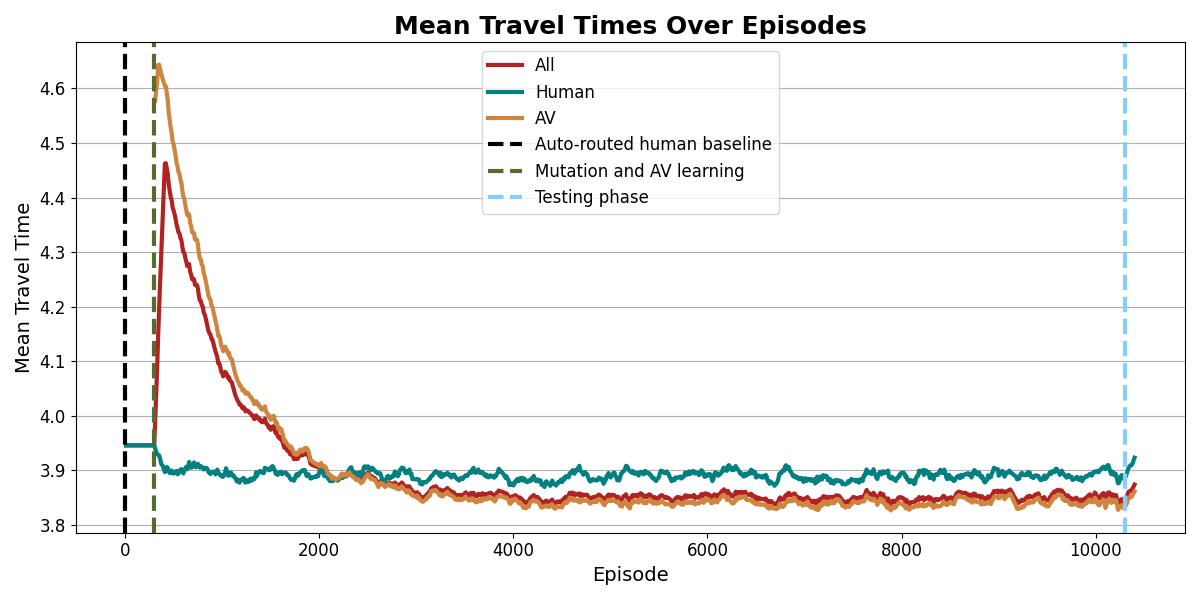 Mean Travel Times Over Episodes
All
Human
AV
Auto-routed human baseline
Mutation and AV learning
Testing phase
Mean Travel Time
4.6
4.5
4.4
4.3
4.2
4.1
4.0
3.9
3.8
0 2000 4000 6000 8000 10000
Episode